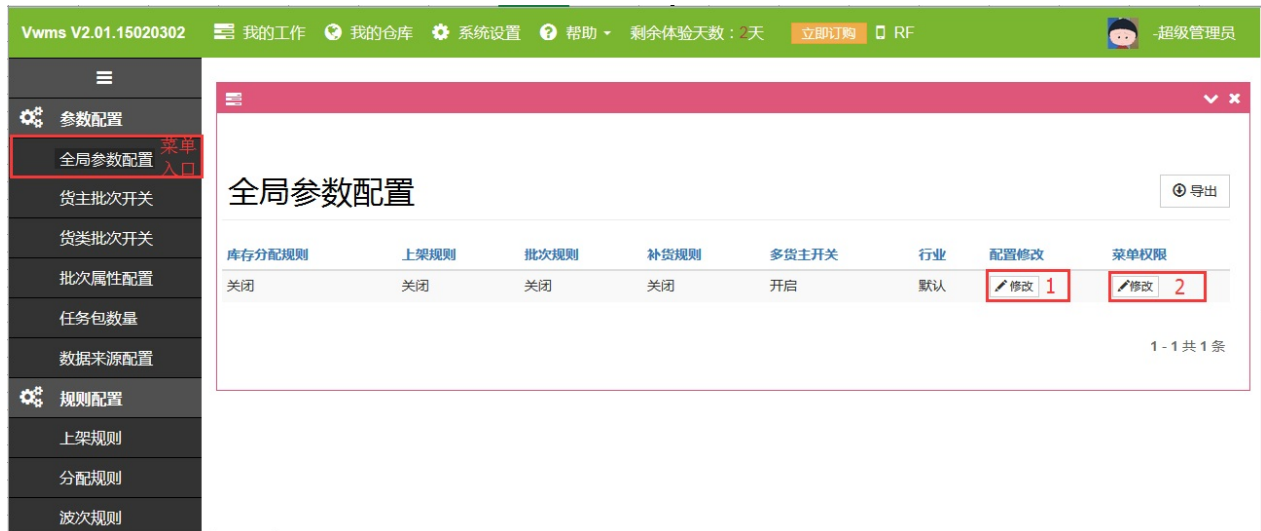 Vwms V2.01.15020302 我的工作 我的仓库 系统设置 帮助 剩余体验天数：2天 立即订购 RF -超级管理员
参数配置
全局参数配置 菜单入口
货主批次开关
货类批次开关
批次属性配置
任务包数量
数据来源配置
规则配置
上架规则
分配规则
波次规则
全局参数配置
导出
库存分配规则 上架规则 批次规则 补货规则 多货主开关 行业 配置修改 菜单权限
关闭 关闭 关闭 关闭 开启 默认 修改 1 修改 2
1 - 1 共 1 条